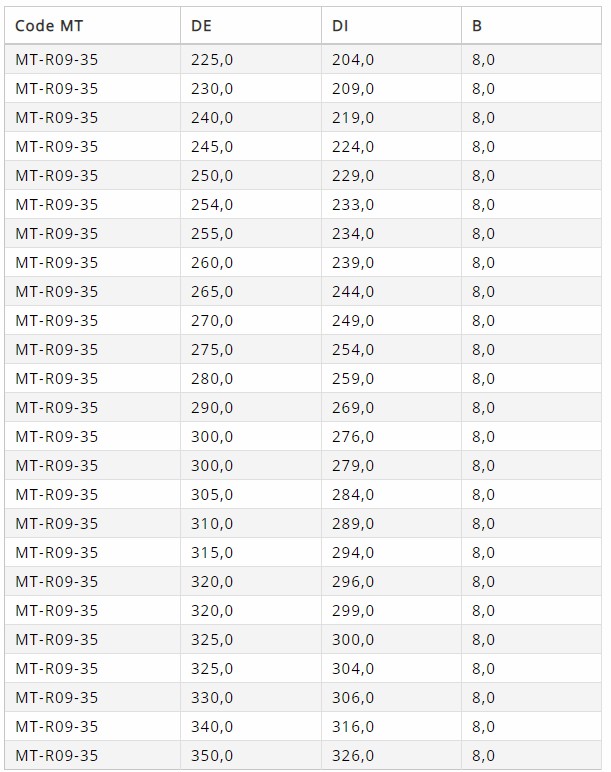 Code MT DE DI B
MT-R09-35 225,0 204,0 8,0
MT-R09-35 230,0 209,0 8,0
MT-R09-35 240,0 219,0 8,0
MT-R09-35 245,0 224,0 8,0
MT-R09-35 250,0 229,0 8,0
MT-R09-35 254,0 233,0 8,0
MT-R09-35 255,0 234,0 8,0
MT-R09-35 260,0 239,0 8,0
MT-R09-35 265,0 244,0 8,0
MT-R09-35 270,0 249,0 8,0
MT-R09-35 275,0 254,0 8,0
MT-R09-35 280,0 259,0 8,0
MT-R09-35 290,0 269,0 8,0
MT-R09-35 300,0 276,0 8,0
MT-R09-35 300,0 279,0 8,0
MT-R09-35 305,0 284,0 8,0
MT-R09-35 310,0 289,0 8,0
MT-R09-35 315,0 294,0 8,0
MT-R09-35 320,0 296,0 8,0
MT-R09-35 320,0 299,0 8,0
MT-R09-35 325,0 300,0 8,0
MT-R09-35 325,0 304,0 8,0
MT-R09-35 330,0 306,0 8,0
MT-R09-35 340,0 316,0 8,0
MT-R09-35 350,0 326,0 8,0